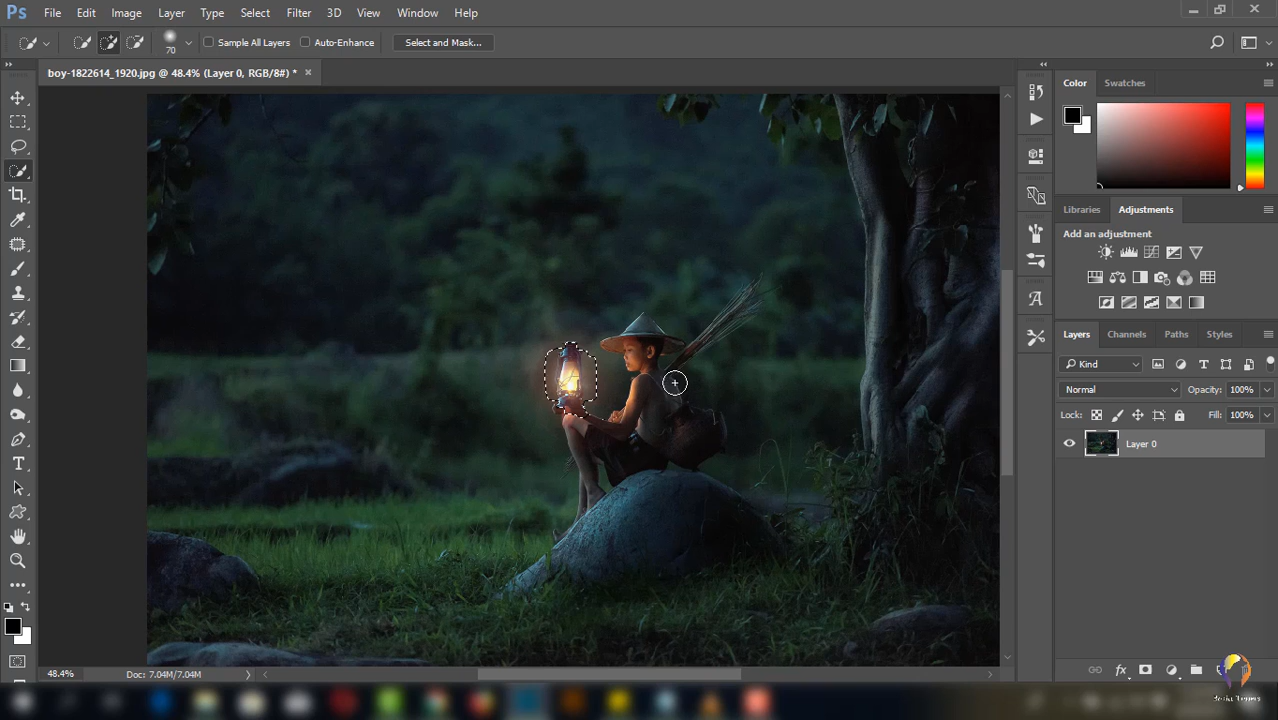 Ps File Edit Image Layer Type Select Filter 3D View Window Help
70 Sample All Layers Auto-Enhance Select and Mask...
boy-1822614_1920.jpg @ 48.4% (Layer 0, RGB/8#) * ×
Color Swatches
Libraries Adjustments
Add an adjustment
Layers Channels Paths Styles
Kind
Normal Opacity: 100%
Lock: Fill: 100%
Layer 0
48.4% Doc: 7.04M/7.04M